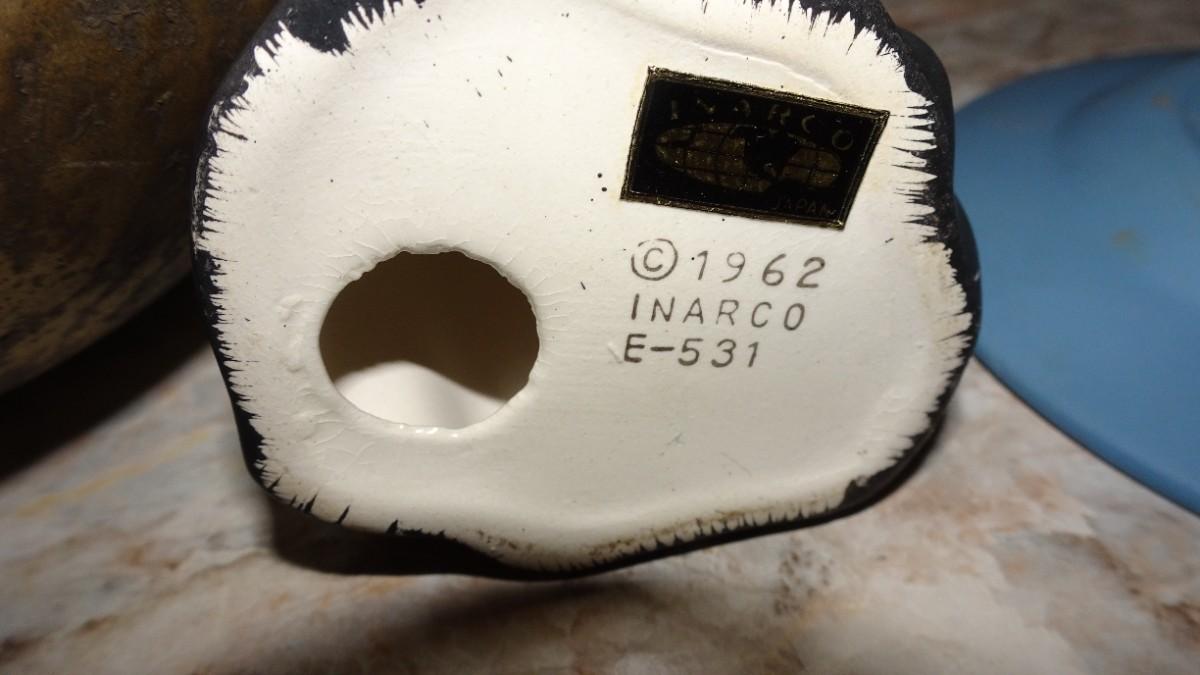 INARCO
JAPAN
©1962
INARCO
E-531